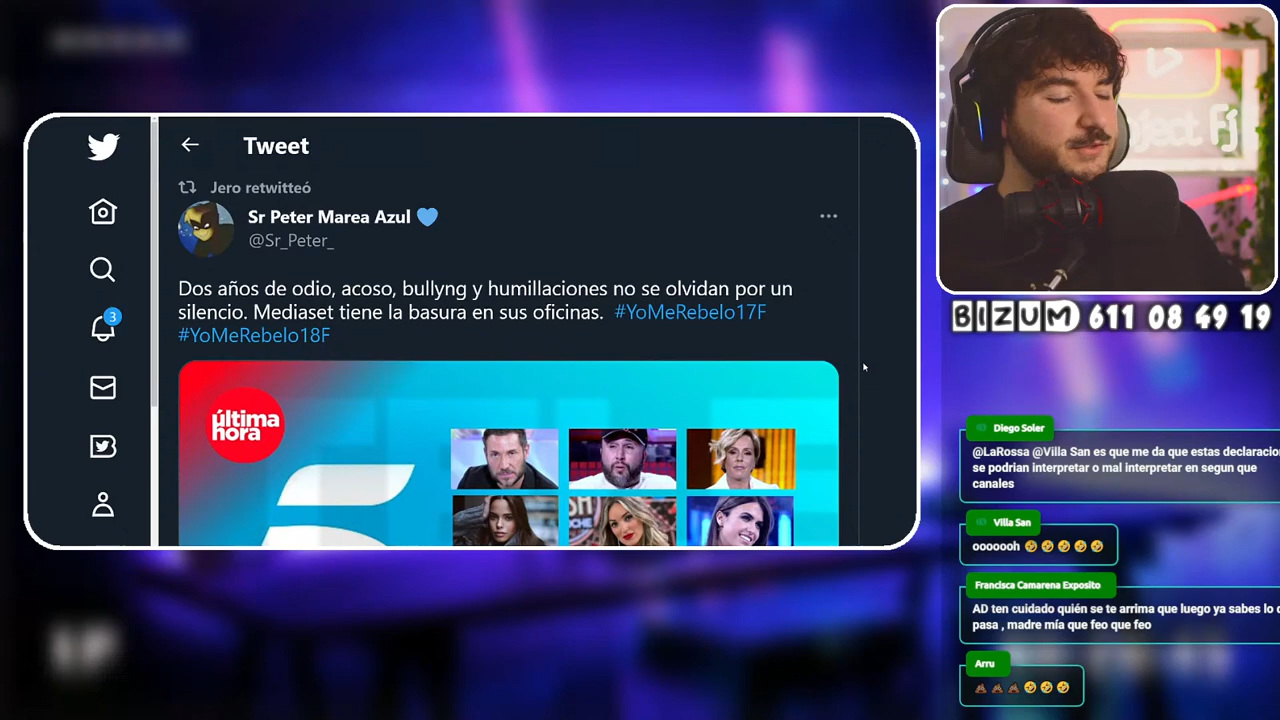 Tweet
Jero retwitteó
Sr Peter Marea Azul 💙
@Sr_Peter_
Dos años de odio, acoso, bullyng y humillaciones no se olvidan por un
silencio. Mediaset tiene la basura en sus oficinas. #YoMeRebelo17F
#YoMeRebelo18F
3
última
hora
BIZUM 611 08 49 19
Diego Soler
@LaRossa @Villa San es que me da que estas declaracio
se podrian interpretar o mal interpretar en segun que
canales
Villa San
ooooooh 🤣🤣🤣🤣🤣
Francisca Camarena Exposito
AD ten cuidado quién se te arrima que luego ya sabes lo
pasa , madre mía que feo que feo
Arru
💩💩💩🤣🤣🤣